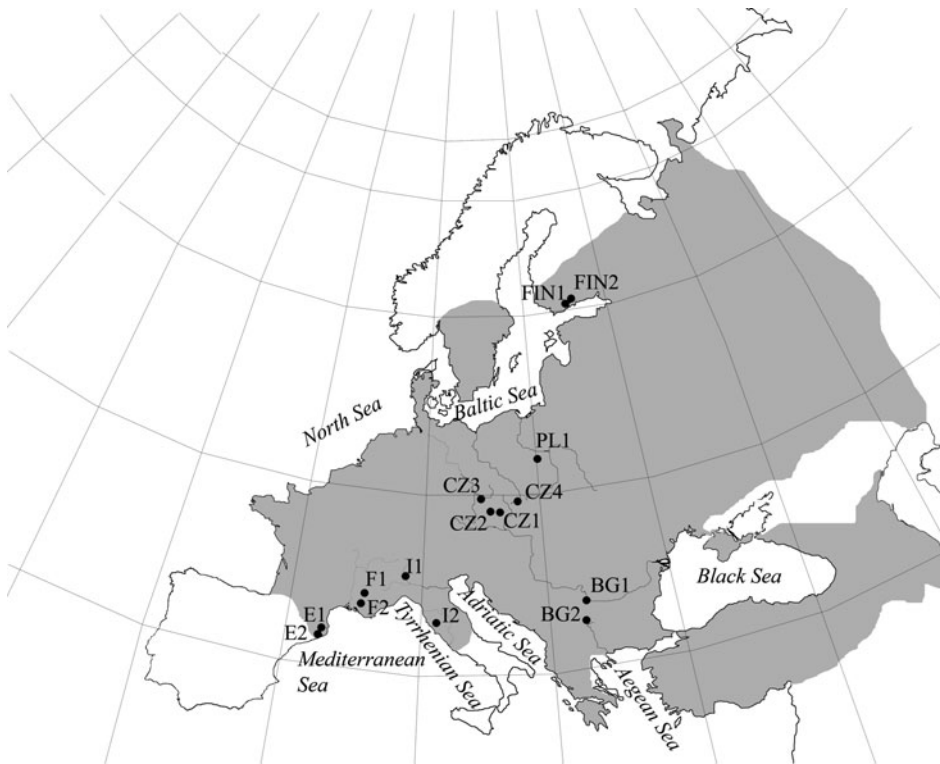 FIN2
FIN1
North Sea
Baltic Sea
PL1
CZ3
CZ4
CZ2
CZ1
I1
F1
F2
E1
E2
I2
BG1
BG2
Black Sea
Adriatic Sea
Tyrrhenian Sea
Mediterranean
Sea
Aegean Sea